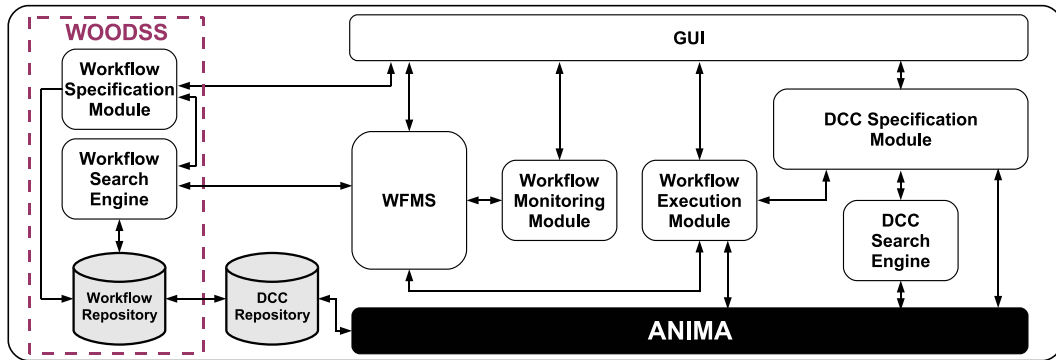 WOODSS
GUI
Workflow
Specification
Module
DCC Specification
Module
Workflow
Search
Engine
WFMS
Workflow
Monitoring
Module
Workflow
Execution
Module
DCC
Search
Engine
Workflow
Repository
DCC
Repository
ANIMA